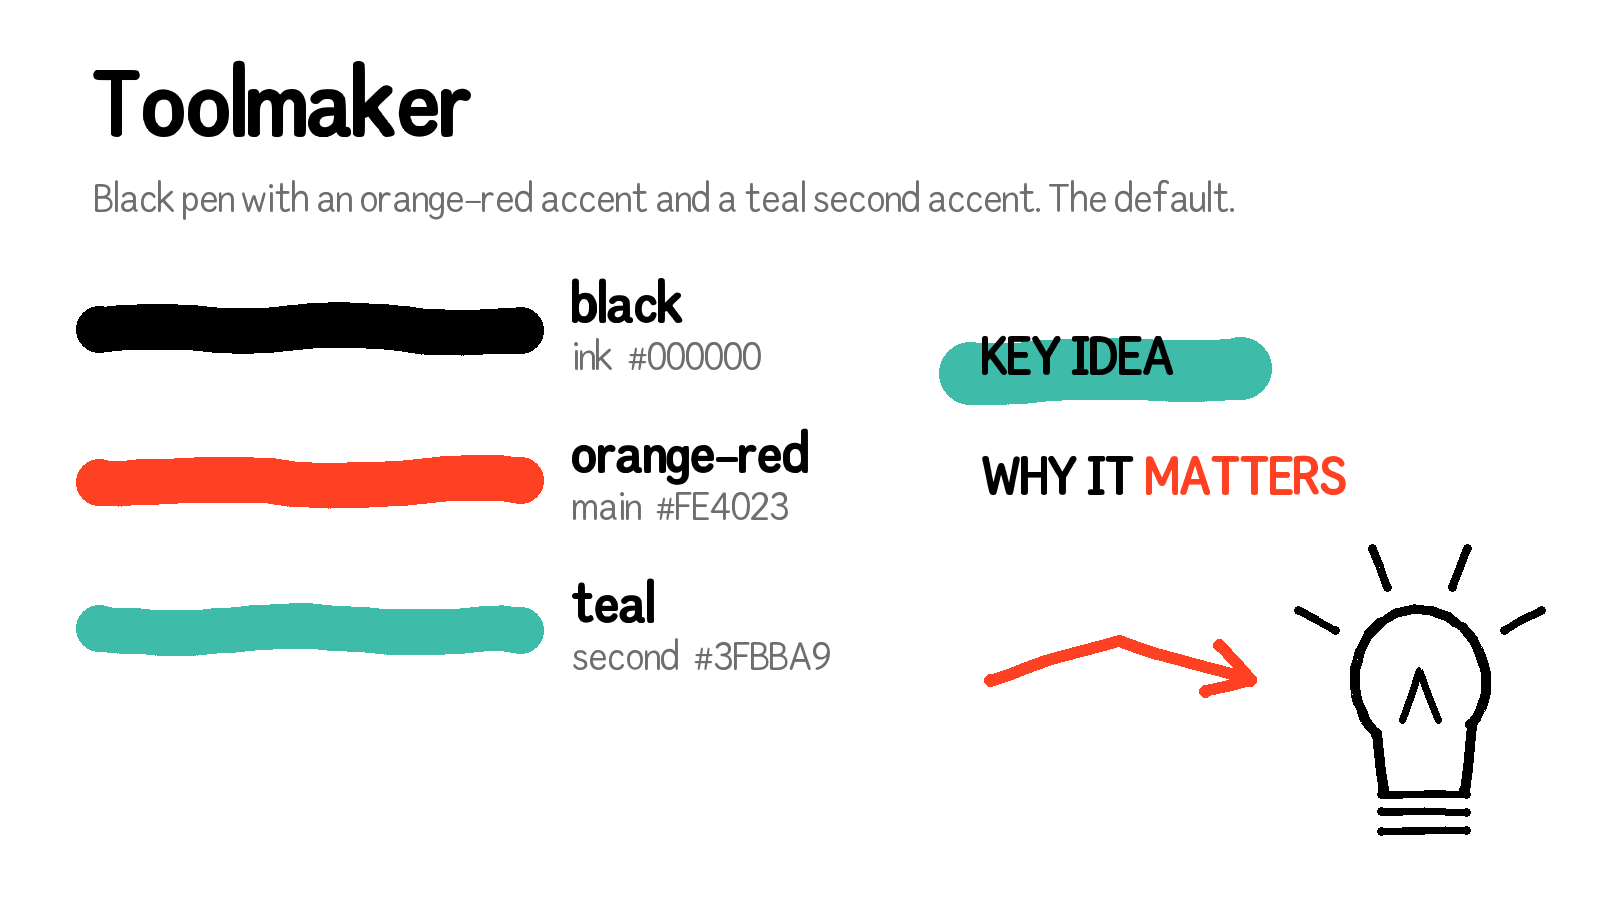 Toolmaker
Black pen with an orange-red accent and a teal second accent. The default.
black
ink #000000
orange-red
main #FE4023
teal
second #3FBBA9
KEY IDEA
WHY IT MATTERS